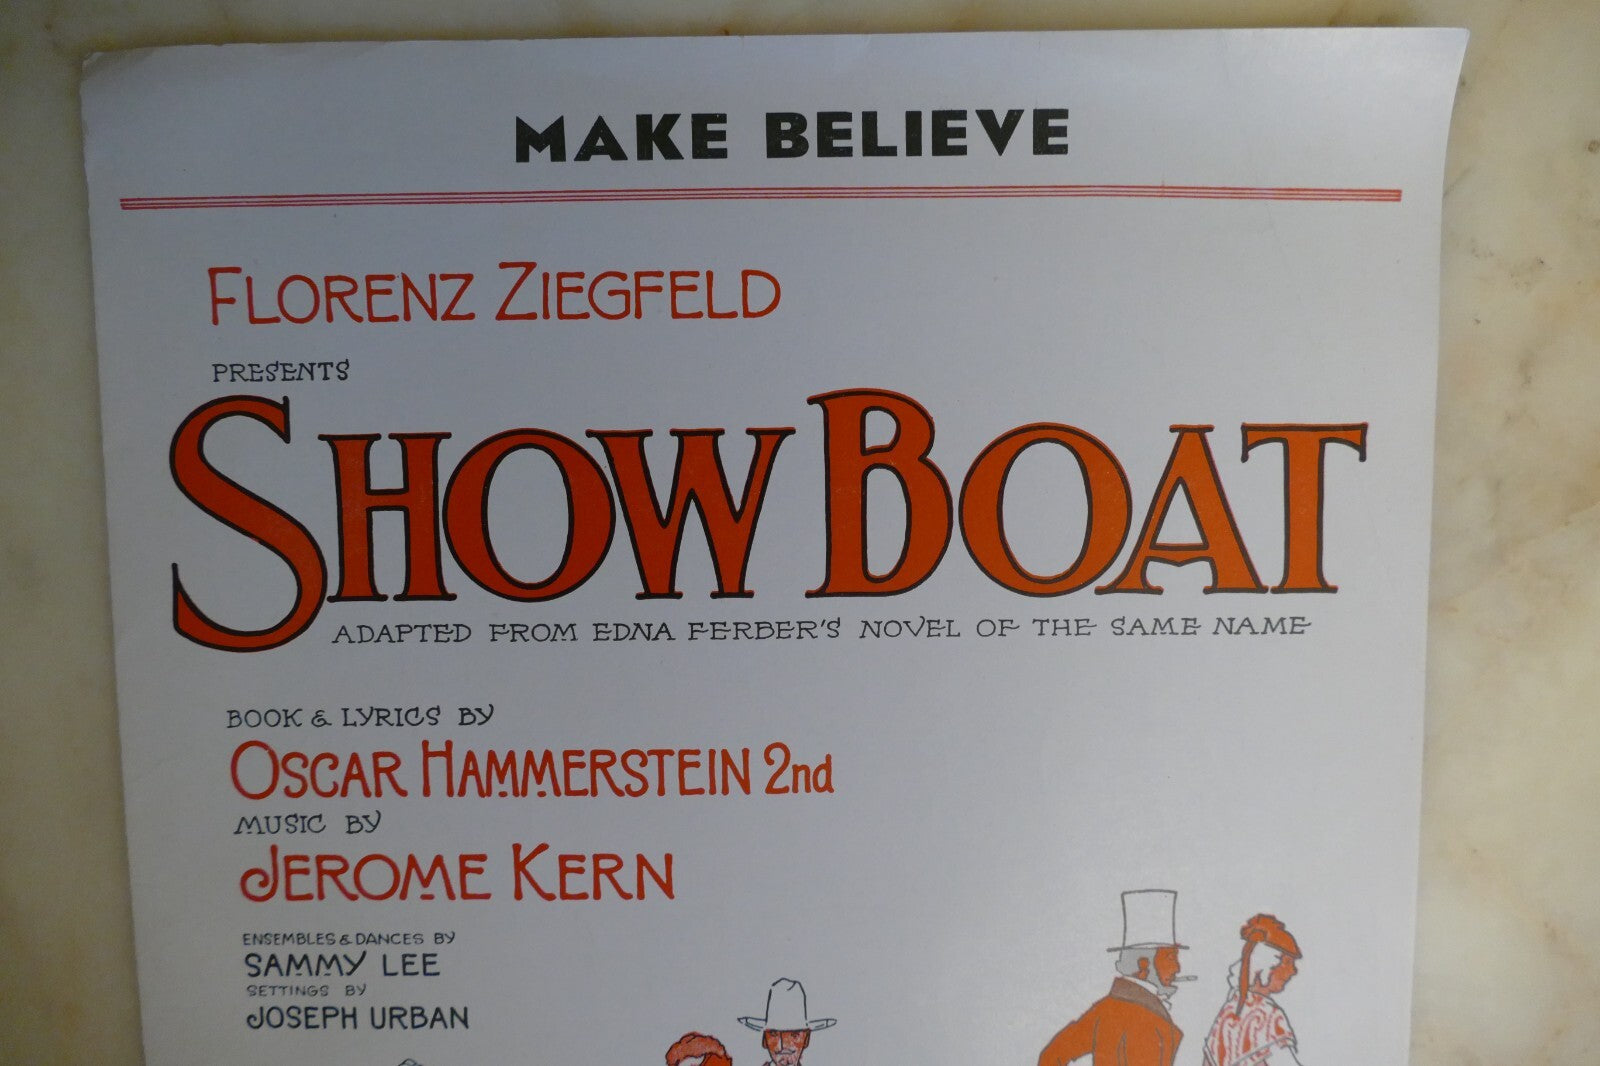 MAKE BELIEVE
FLORENZ ZIEGFELD
PRESENTS
SHOW BOAT
ADAPTED FROM EDNA FERBER'S NOVEL OF THE SAME NAME
BOOK & LYRICS BY
OSCAR HAMMERSTEIN 2nd
MUSIC BY
JEROME KERN
ENSEMBLES & DANCES BY
SAMMY LEE
SETTINGS BY
JOSEPH URBAN